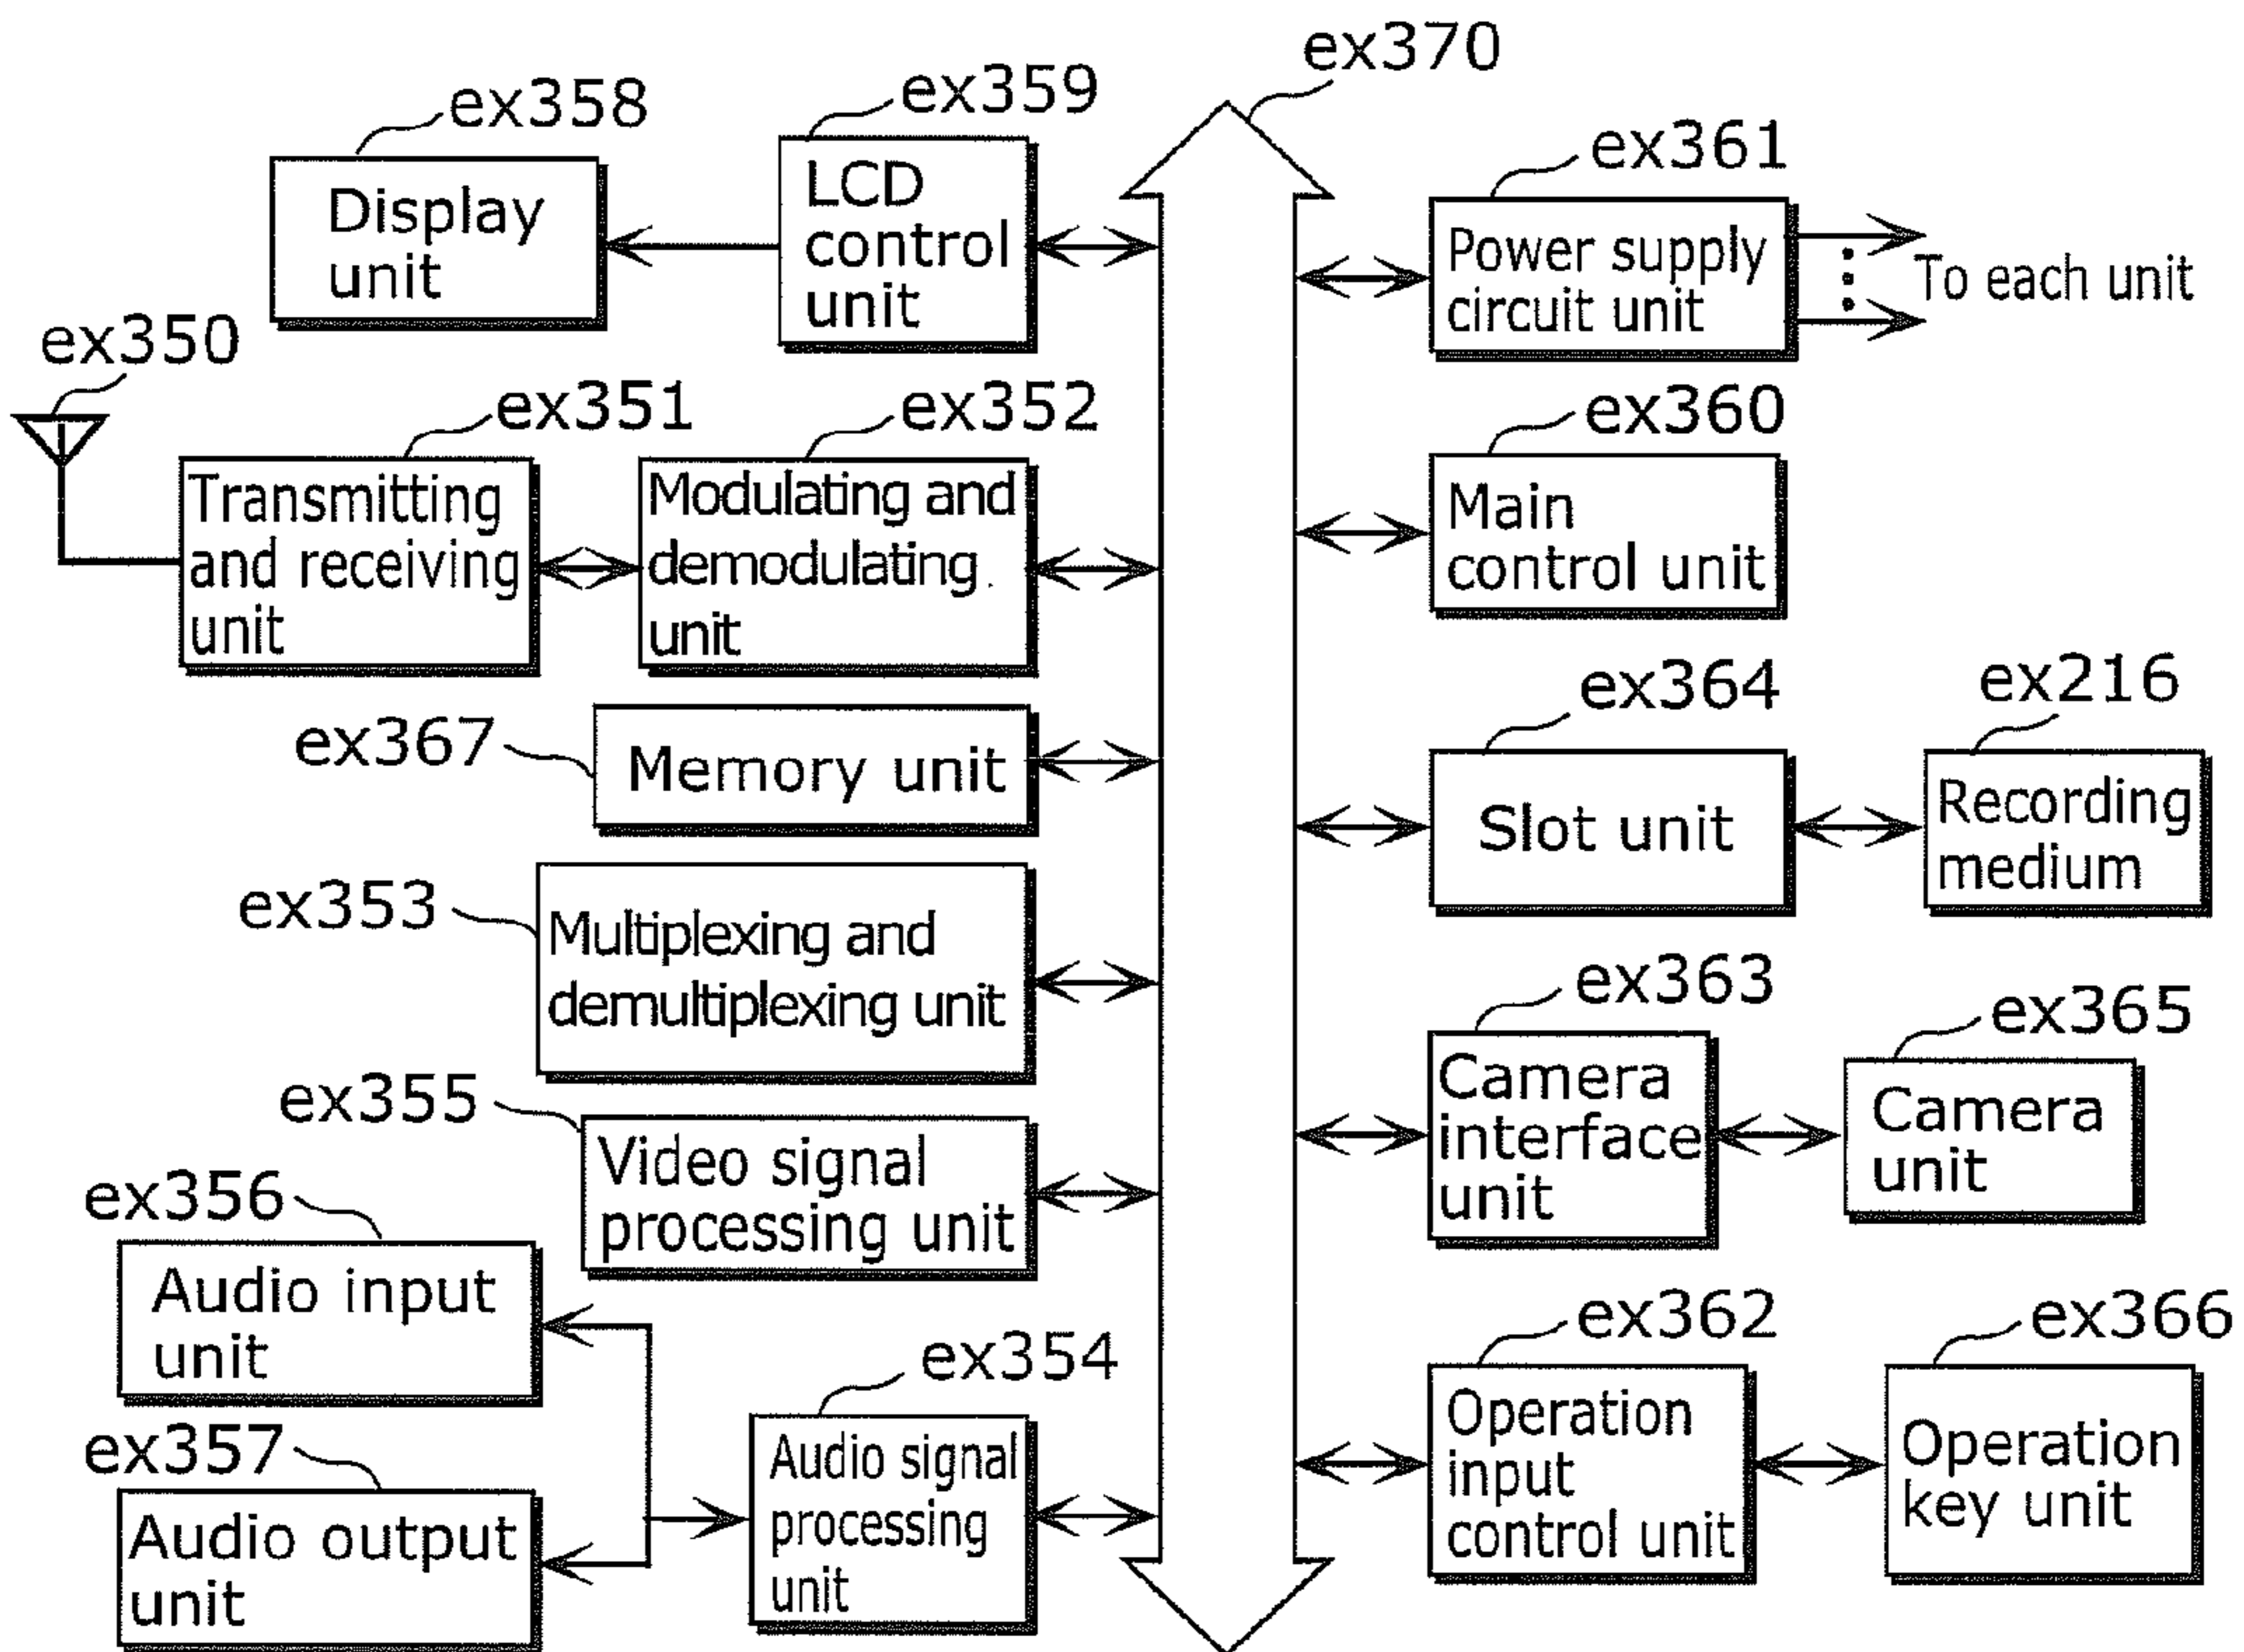 ex370
ex358
Display
unit
ex359
LCD
control
unit
ex350
ex351
Transmitting
and receiving
unit
ex352
Modulating and
demodulating
unit
ex367
Memory unit
ex353
Multiplexing and
demultiplexing unit
ex355
Video signal
processing unit
ex356
Audio input
unit
ex357
Audio output
unit
ex354
Audio signal
processing
unit
ex361
Power supply
circuit unit
To each unit
ex360
Main
control unit
ex364
Slot unit
ex216
Recording
medium
ex363
Camera
interface
unit
ex365
Camera
unit
ex362
Operation
input
control unit
ex366
Operation
key unit